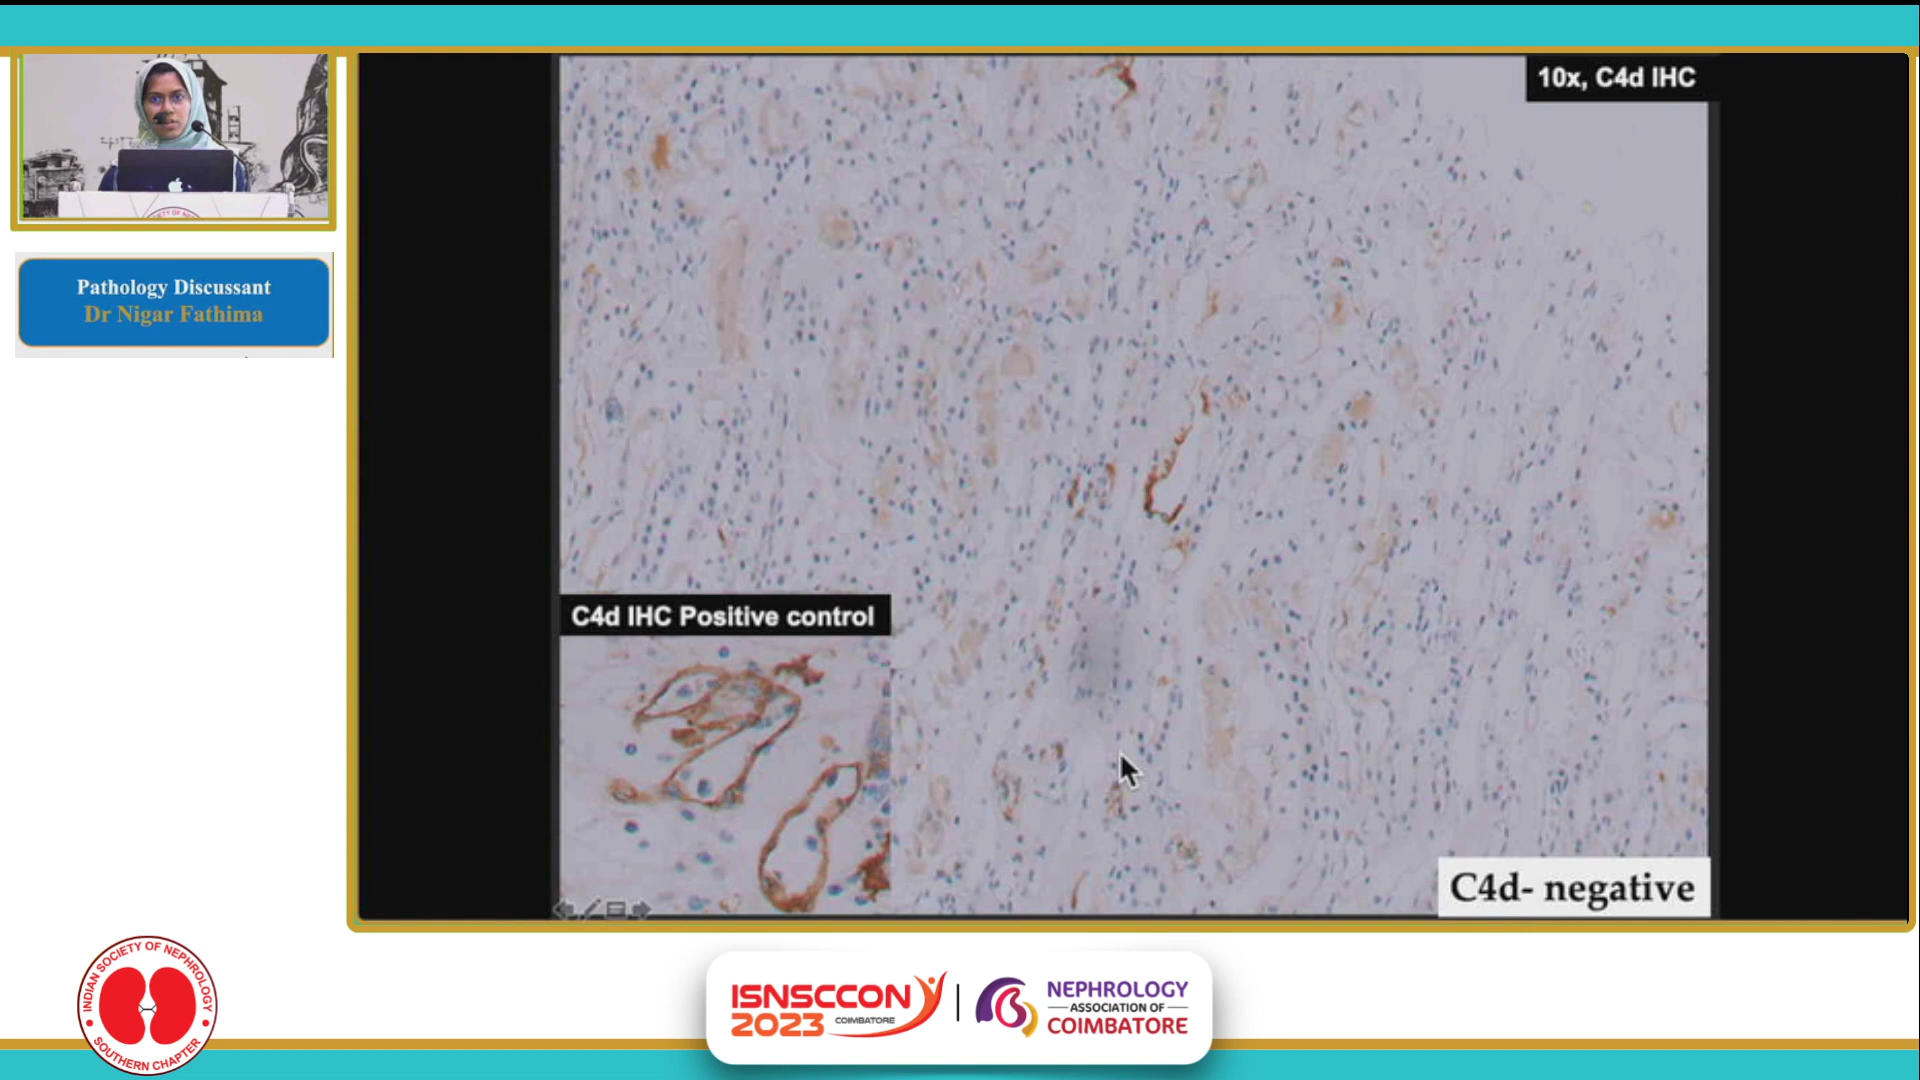 10x, C4d IHC
Pathology Discussant
Dr Nigar Fathima
C4d IHC Positive control
C4d- negative
INDIAN SOCIETY OF NEPHROLOGY
SOUTHERN CHAPTER
ISNSCCON
2023 COIMBATORE
NEPHROLOGY
ASSOCIATION OF
COIMBATORE